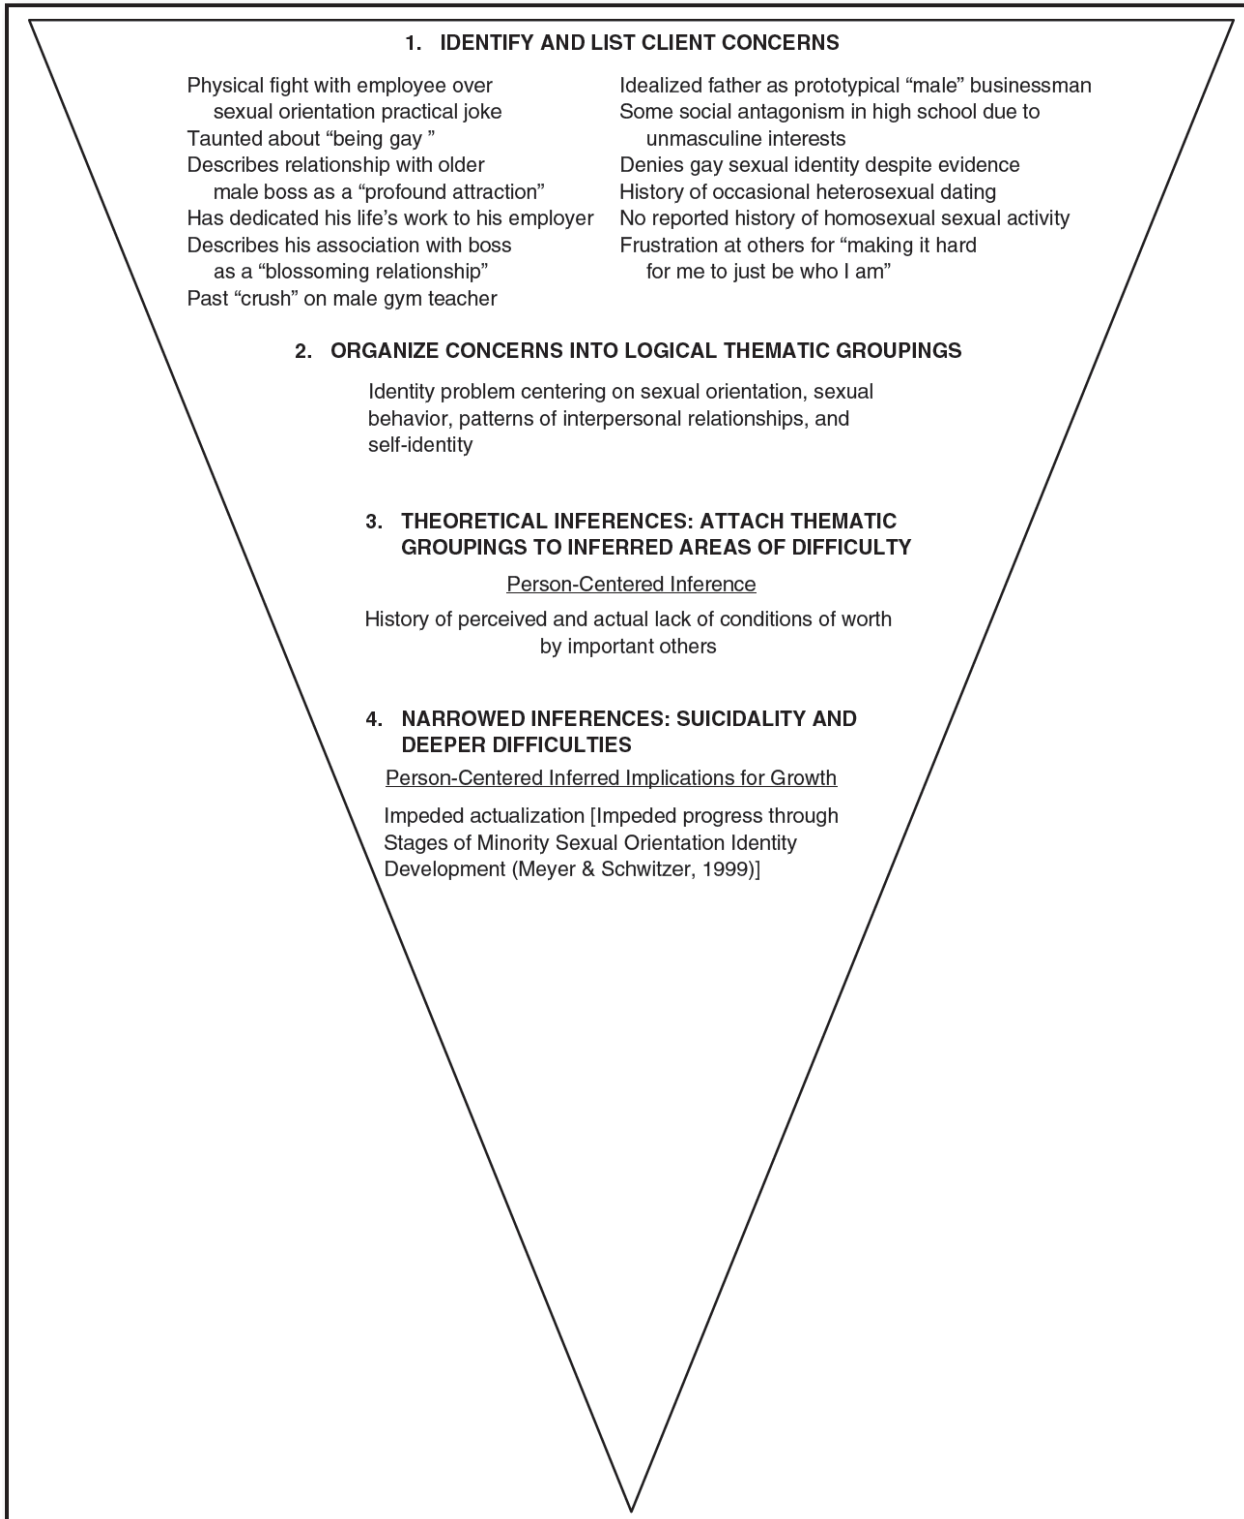 1. IDENTIFY AND LIST CLIENT CONCERNS
Physical fight with employee over
sexual orientation practical joke
Taunted about “being gay ”
Describes relationship with older
male boss as a “profound attraction”
Has dedicated his life’s work to his employer
Describes his association with boss
as a “blossoming relationship”
Past “crush” on male gym teacher
Idealized father as prototypical “male” businessman
Some social antagonism in high school due to
unmasculine interests
Denies gay sexual identity despite evidence
History of occasional heterosexual dating
No reported history of homosexual sexual activity
Frustration at others for “making it hard
for me to just be who I am”
2. ORGANIZE CONCERNS INTO LOGICAL THEMATIC GROUPINGS
Identity problem centering on sexual orientation, sexual
behavior, patterns of interpersonal relationships, and
self-identity
3. THEORETICAL INFERENCES: ATTACH THEMATIC
GROUPINGS TO INFERRED AREAS OF DIFFICULTY
Person-Centered Inference
History of perceived and actual lack of conditions of worth
by important others
4. NARROWED INFERENCES: SUICIDALITY AND
DEEPER DIFFICULTIES
Person-Centered Inferred Implications for Growth
Impeded actualization [Impeded progress through
Stages of Minority Sexual Orientation Identity
Development (Meyer & Schwitzer, 1999)]